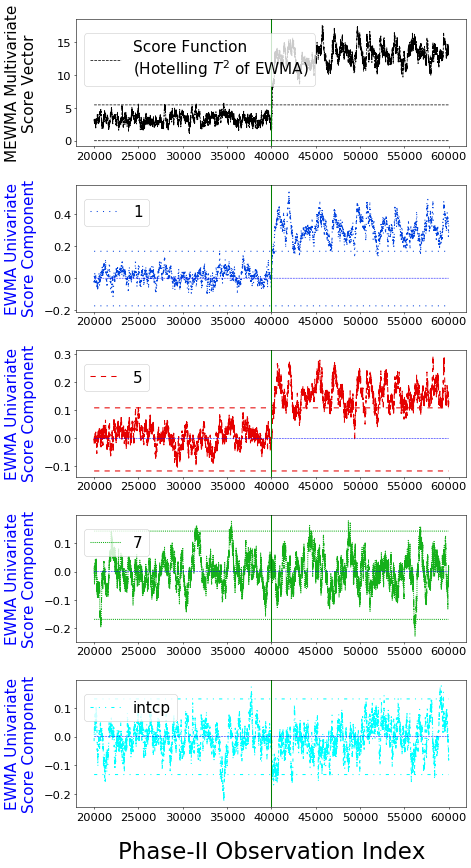 MEWMA Multivariate
Score Vector
Score Function
(Hotelling T² of EWMA)
15
10
5
0
20000 25000 30000 35000 40000 45000 50000 55000 60000
EWMA Univariate
Score Component
1
0.4
0.2
0.0
−0.2
20000 25000 30000 35000 40000 45000 50000 55000 60000
EWMA Univariate
Score Component
5
0.3
0.2
0.1
0.0
−0.1
20000 25000 30000 35000 40000 45000 50000 55000 60000
EWMA Univariate
Score Component
7
0.1
0.0
−0.1
−0.2
20000 25000 30000 35000 40000 45000 50000 55000 60000
EWMA Univariate
Score Component
intcp
0.1
0.0
−0.1
−0.2
20000 25000 30000 35000 40000 45000 50000 55000 60000
Phase-II Observation Index